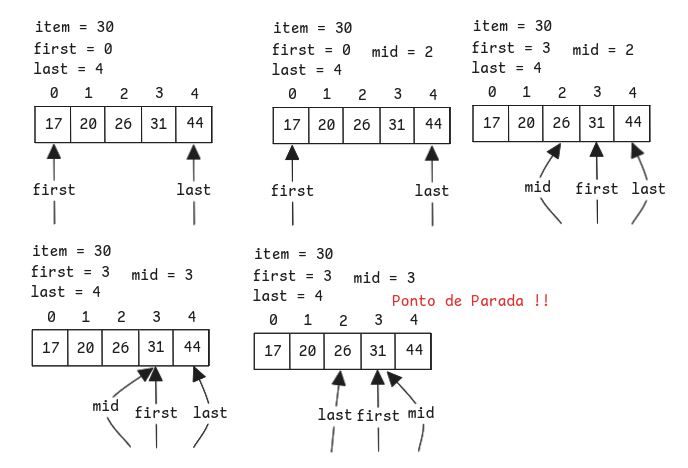 item = 30
first = 0
last = 4
0 1 2 3 4
17 20 26 31 44
first last
item = 30
first = 0 mid = 2
last = 4
0 1 2 3 4
17 20 26 31 44
first last
item = 30
first = 3 mid = 2
last = 4
0 1 2 3 4
17 20 26 31 44
mid first last
item = 30
first = 3 mid = 3
last = 4
0 1 2 3 4
17 20 26 31 44
mid first last
item = 30
first = 3 mid = 3
last = 4
Ponto de Parada !!
0 1 2 3 4
17 20 26 31 44
last first mid